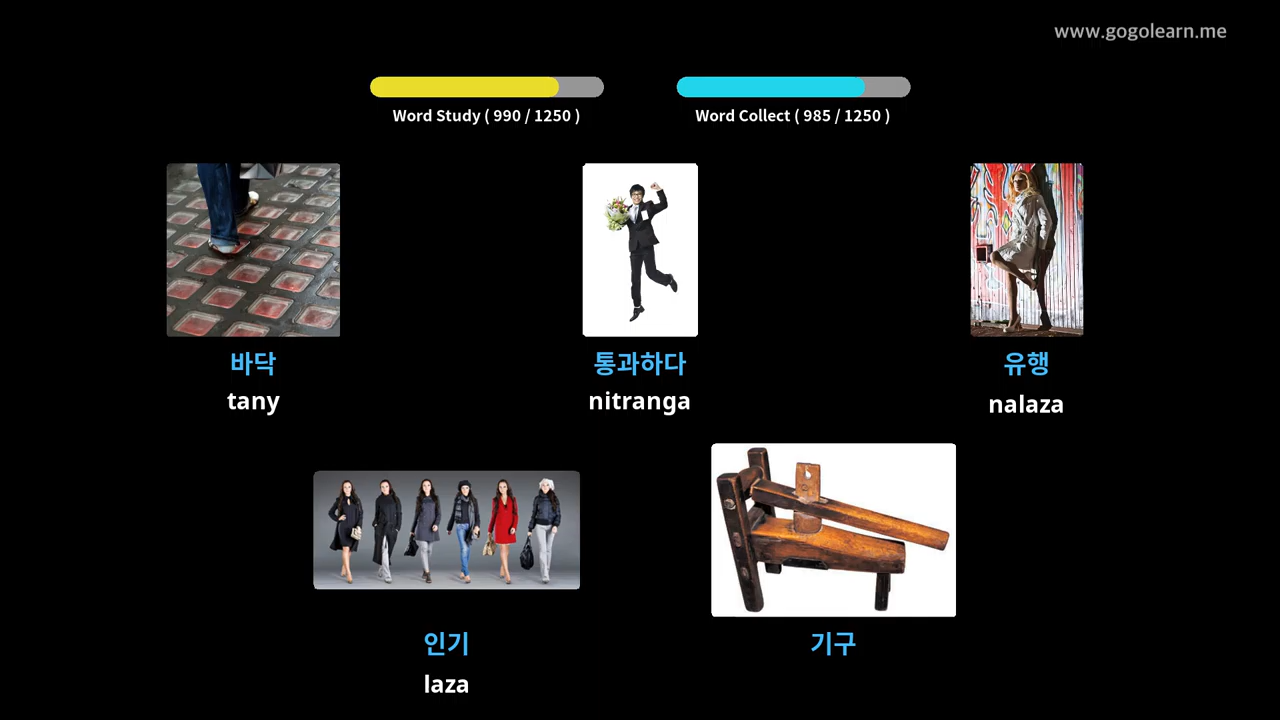 www.gogolearn.me
Word Study ( 990 / 1250 )
Word Collect ( 985 / 1250 )
바닥
tany
통과하다
nitranga
유행
nalaza
인기
laza
기구